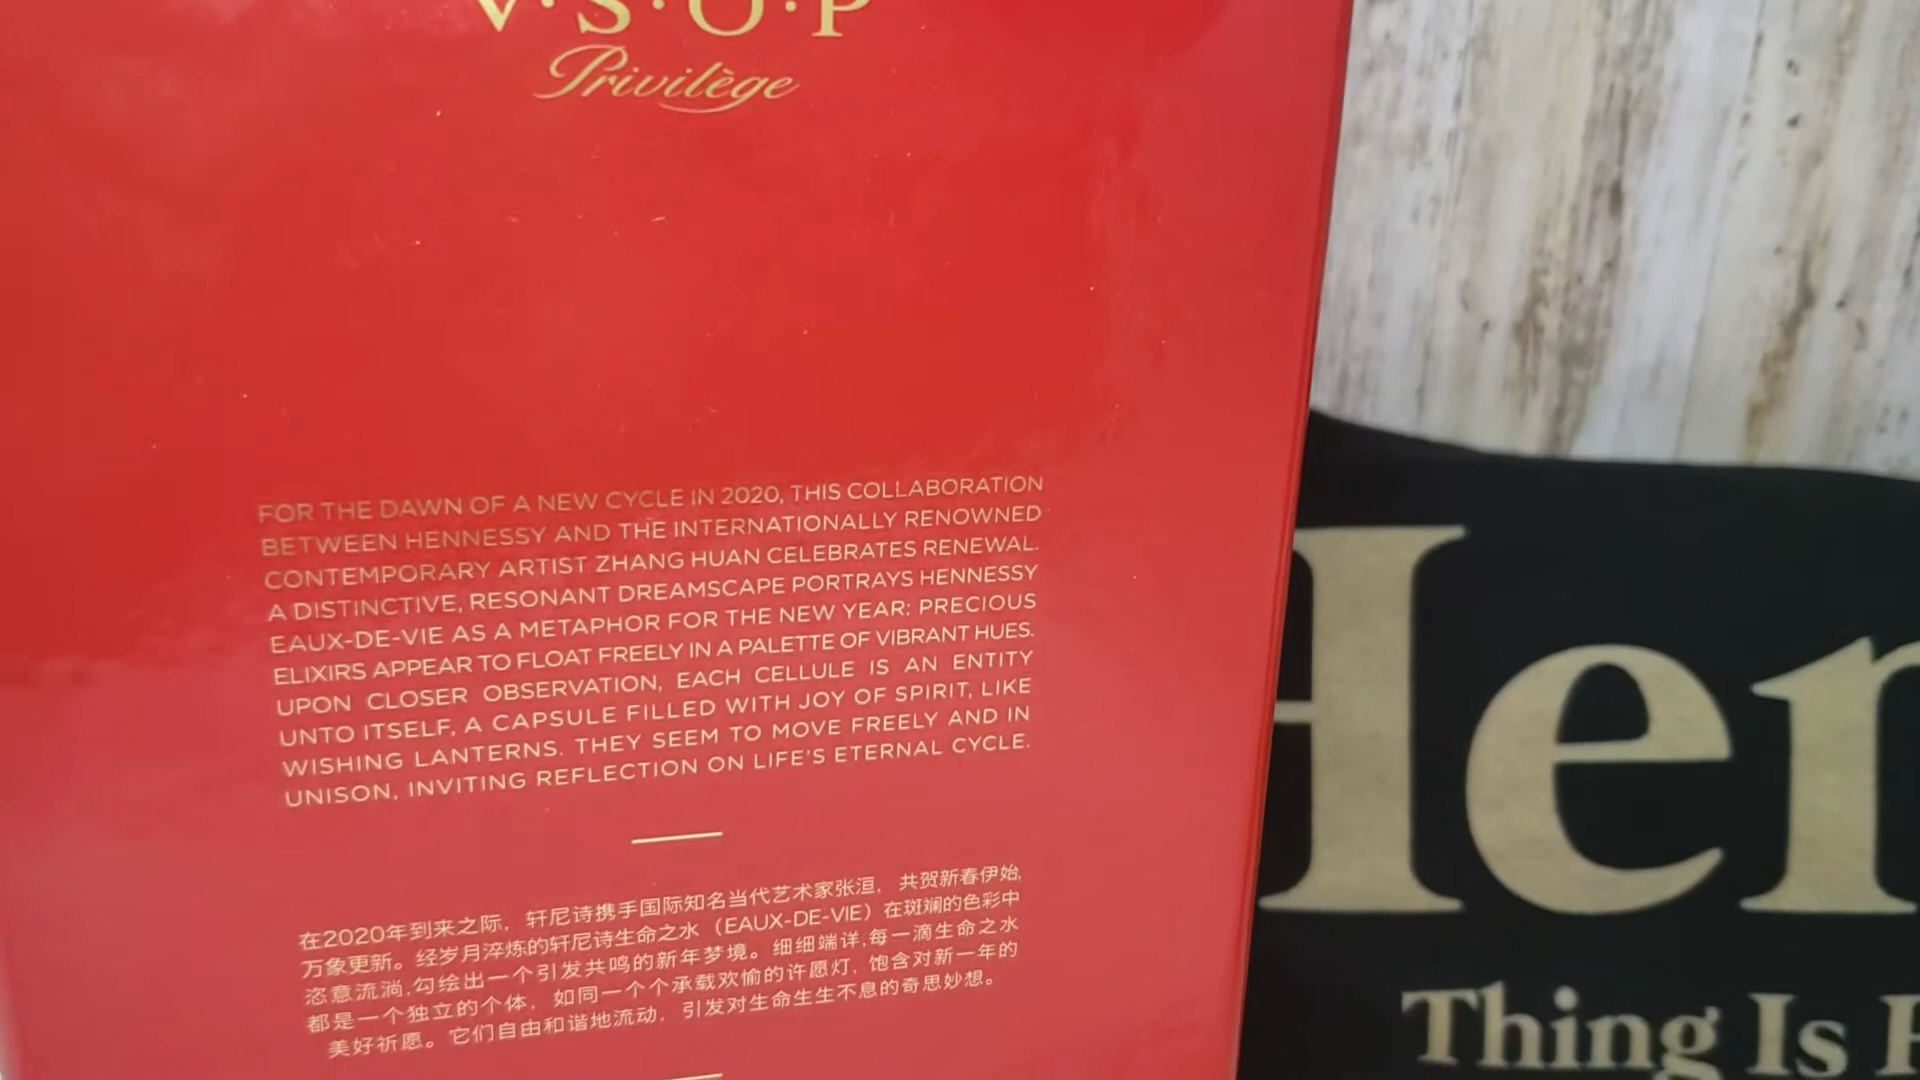 V·S·O·P
Privilège
FOR THE DAWN OF A NEW CYCLE IN 2020, THIS COLLABORATION
BETWEEN HENNESSY AND THE INTERNATIONALLY RENOWNED
CONTEMPORARY ARTIST ZHANG HUAN CELEBRATES RENEWAL.
A DISTINCTIVE, RESONANT DREAMSCAPE PORTRAYS HENNESSY
EAUX-DE-VIE AS A METAPHOR FOR THE NEW YEAR: PRECIOUS
ELIXIRS APPEAR TO FLOAT FREELY IN A PALETTE OF VIBRANT HUES.
UPON CLOSER OBSERVATION, EACH CELLULE IS AN ENTITY
UNTO ITSELF, A CAPSULE FILLED WITH JOY OF SPIRIT, LIKE
WISHING LANTERNS. THEY SEEM TO MOVE FREELY AND IN
UNISON, INVITING REFLECTION ON LIFE'S ETERNAL CYCLE.
在2020年到来之际，轩尼诗携手国际知名当代艺术家张洹，共贺新春伊始,
万象更新。经岁月淬炼的轩尼诗生命之水（EAUX-DE-VIE）在斑斓的色彩中
恣意流淌,勾绘出一个引发共鸣的新年梦境。细细端详,每一滴生命之水
都是一个独立的个体，如同一个个承载欢愉的许愿灯，饱含对新一年的
美好祈愿。它们自由和谐地流动，引发对生命生生不息的奇思妙想。
Hen
Thing Is